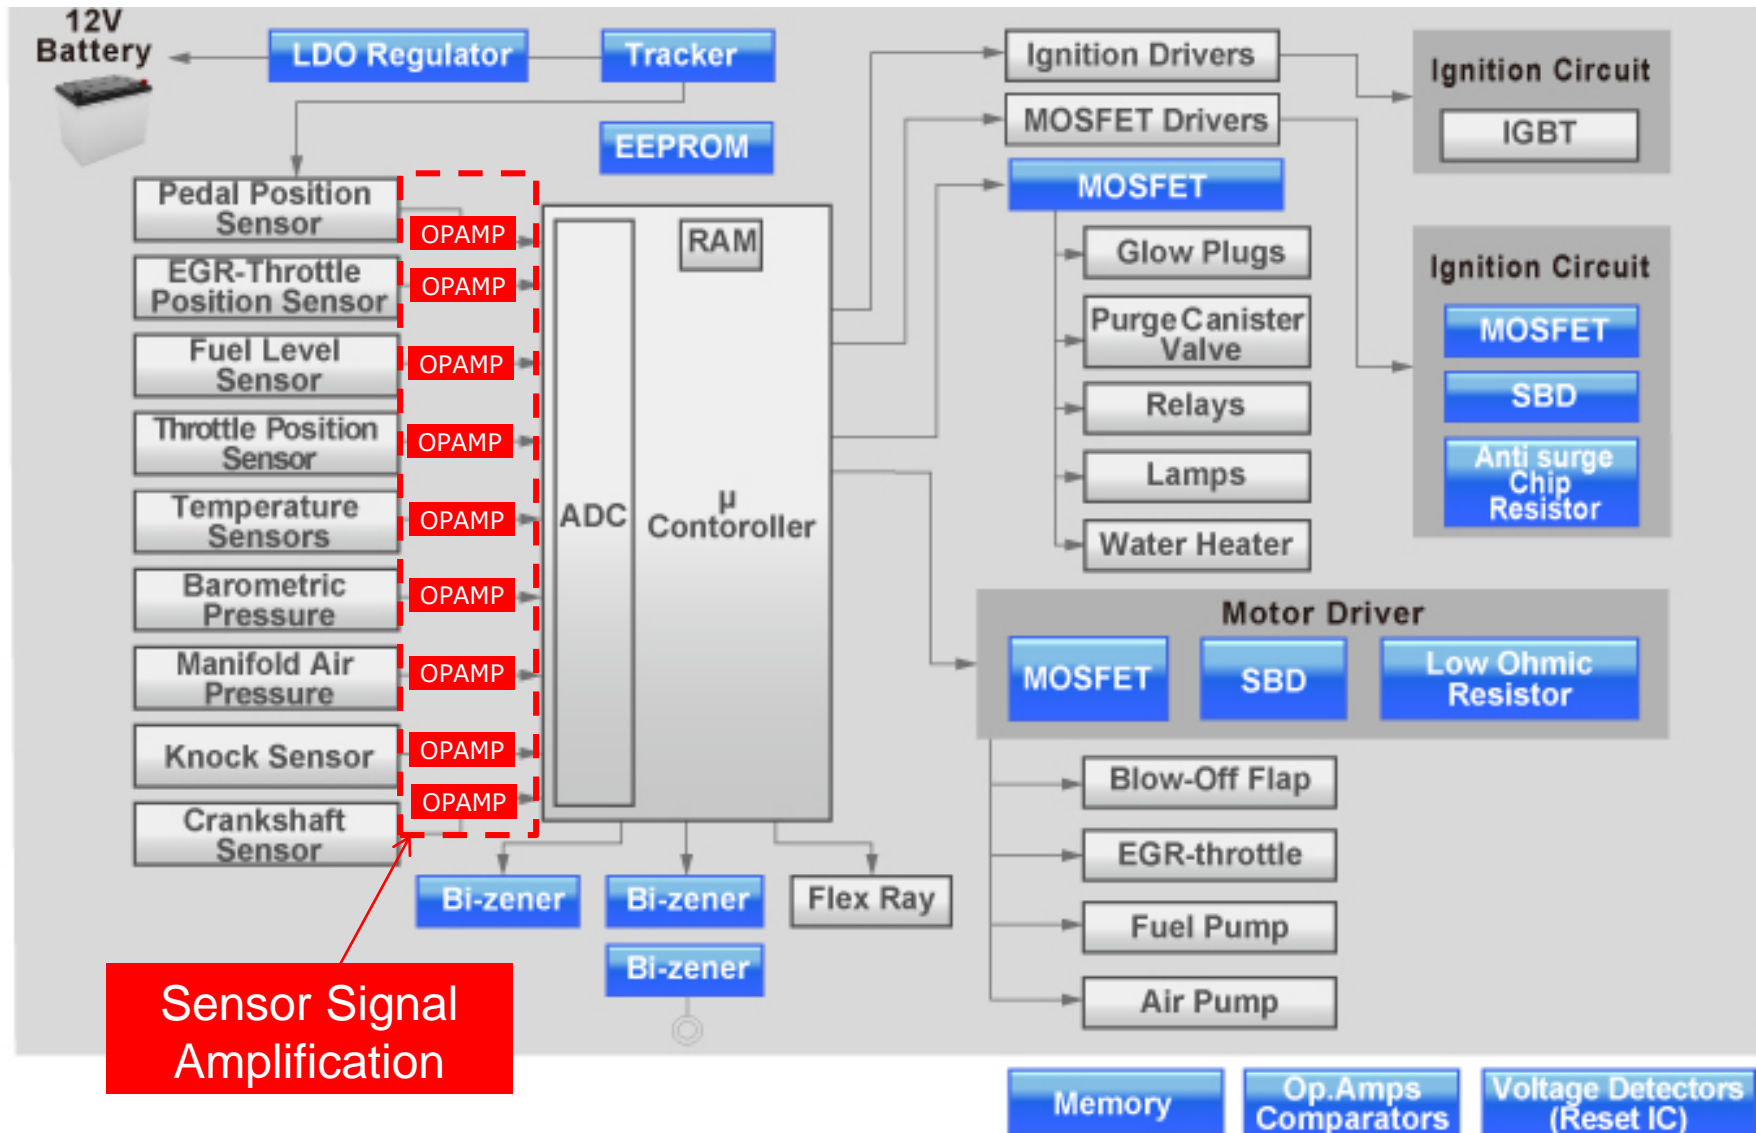 12V
Battery
LDO Regulator
Tracker
EEPROM
Pedal Position
Sensor
EGR-Throttle
Position Sensor
Fuel Level
Sensor
Throttle Position
Sensor
Temperature
Sensors
Barometric
Pressure
Manifold Air
Pressure
Knock Sensor
Crankshaft
Sensor
OPAMP
OPAMP
OPAMP
OPAMP
OPAMP
OPAMP
OPAMP
OPAMP
OPAMP
Sensor Signal
Amplification
ADC
RAM
μ
Contoroller
Bi-zener
Bi-zener
Flex Ray
Bi-zener
Ignition Drivers
MOSFET Drivers
MOSFET
Glow Plugs
Purge Canister
Valve
Relays
Lamps
Water Heater
Ignition Circuit
IGBT
Ignition Circuit
MOSFET
SBD
Anti surge
Chip
Resistor
Motor Driver
MOSFET
SBD
Low Ohmic
Resistor
Blow-Off Flap
EGR-throttle
Fuel Pump
Air Pump
Memory
Op.Amps
Comparators
Voltage Detectors
(Reset IC)